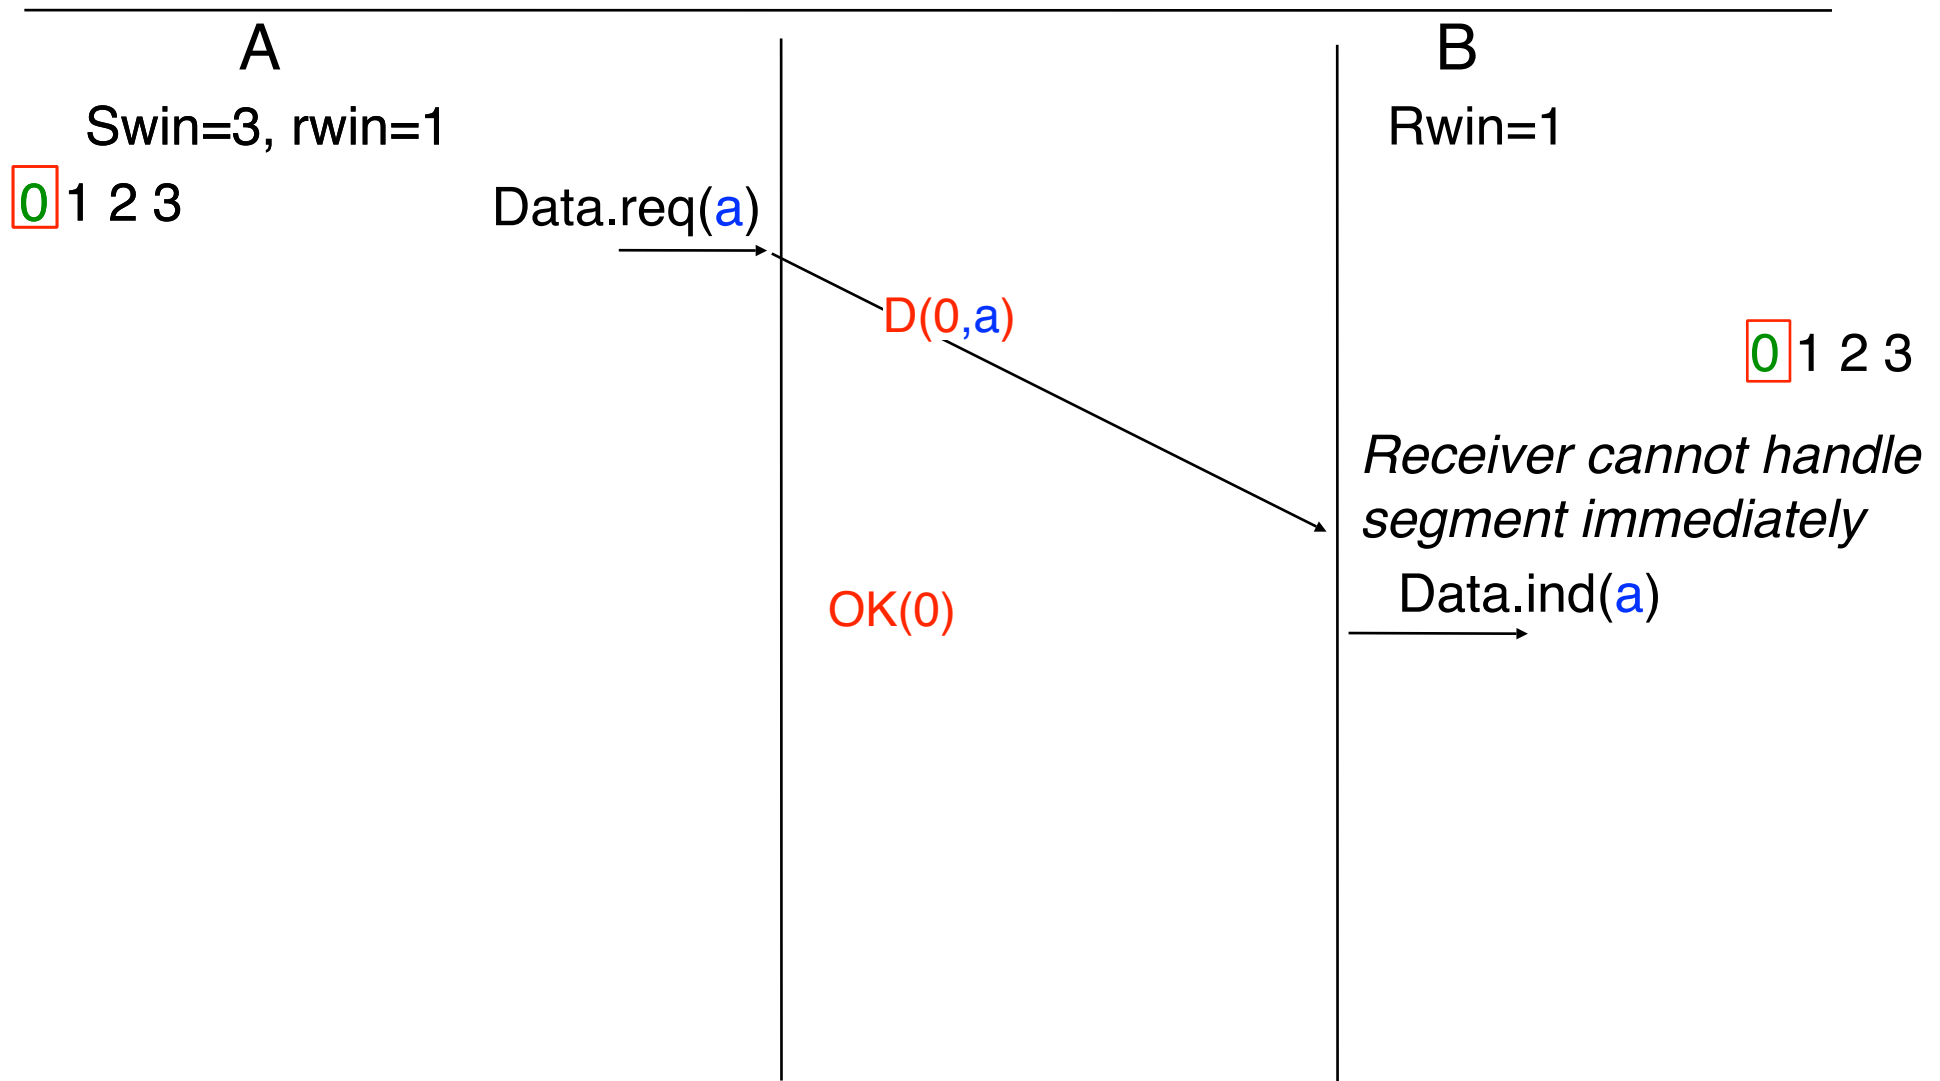 A
B
Swin=3, rwin=1
Rwin=1
0 1 2 3
Data.req(a)
D(0,a)
0 1 2 3
Receiver cannot handle
segment immediately
OK(0)
Data.ind(a)